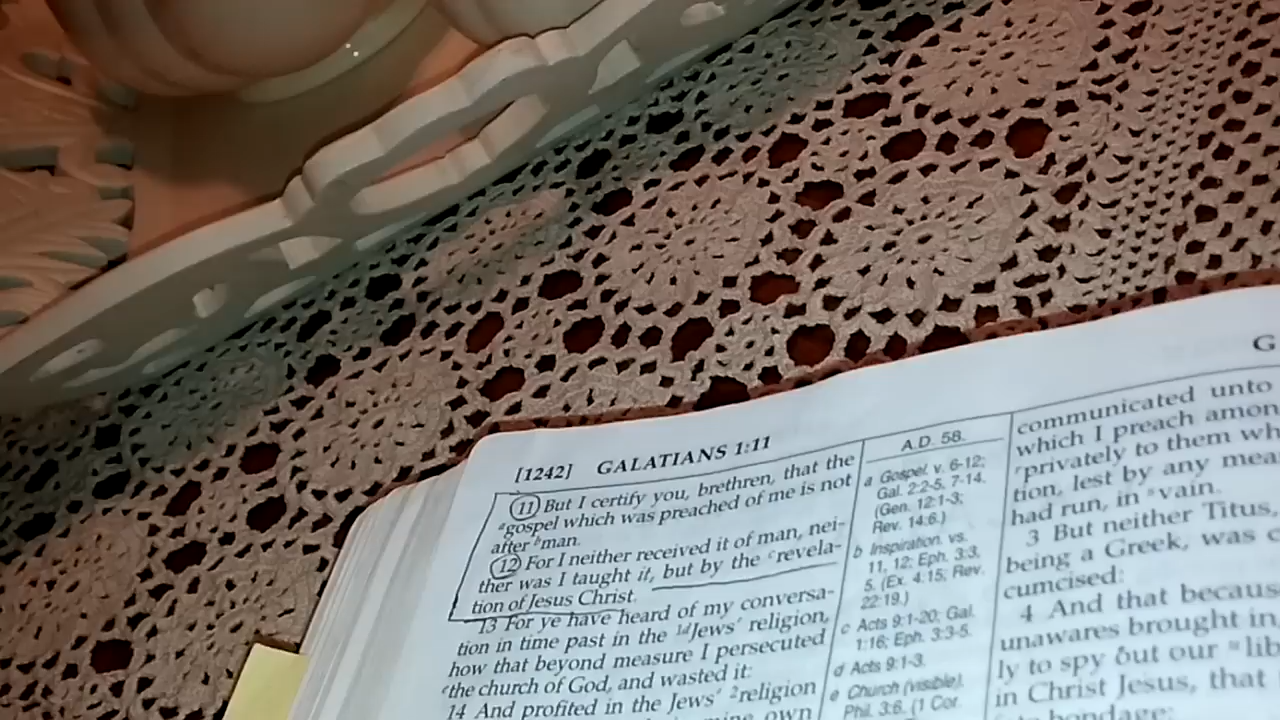 [1242] GALATIANS 1:11
11 But I certify you, brethren, that the
a gospel which was preached of me is not
after b man.
12 For I neither received it of man, nei-
ther was I taught it, but by the c revela-
tion of Jesus Christ.
13 For ye have heard of my conversa-
tion in time past in the 1d Jews' religion,
how that beyond measure I persecuted
e the church of God, and wasted it:
14 And profited in the Jews' 2 religion
own
A.D. 58.
a Gospel, v. 6-12;
Gal. 2:2-5, 7-14.
(Gen. 12:1-3;
Rev. 14:6.)
b Inspiration. vs.
11, 12; Eph. 3:3,
5. (Ex. 4:15; Rev.
22:19.)
c Acts 9:1-20; Gal.
1:16; Eph. 3:3-5.
d Acts 9:1-3.
e Church (visible).
Phil. 3:6. (1 Cor.
G
communicated unto
which I preach amon
r privately to them wh
tion, lest by any mea
had run, in s vain.
3 But neither Titus,
being a Greek, was c
cumcised:
4 And that becaus
unawares brought in,
ly to spy out our u lib
in Christ Jesus, that
bondage: